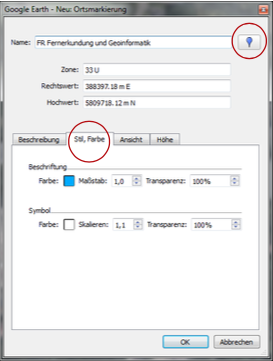 Google Earth - Neu: Ortsmarkierung
Name: FR Fernerkundung und Geoinformatik
Zone: 33 U
Rechtswert: 388397.18 m E
Hochwert: 5809718.12 m N
Beschreibung Stil, Farbe Ansicht Höhe
Beschriftung
Farbe: Maßstab: 1,0 Transparenz: 100%
Symbol
Farbe: Skalieren: 1,1 Transparenz: 100%
OK Abbrechen